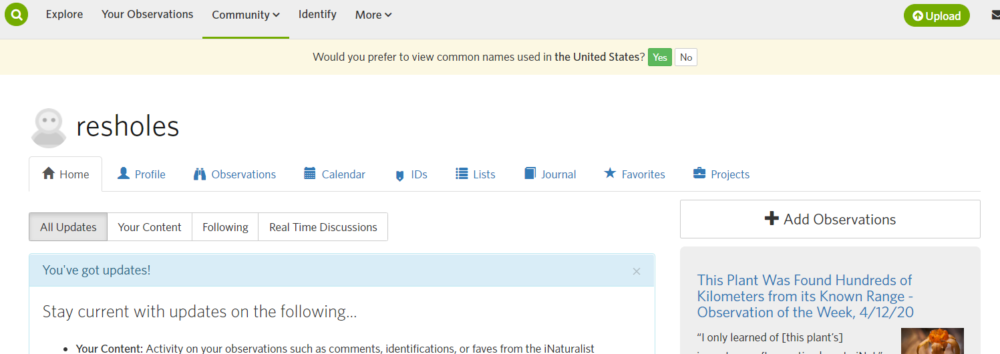 Explore Your Observations Community Identify More Upload
Would you prefer to view common names used in the United States? Yes No
resholes
Home Profile Observations Calendar IDs Lists Journal Favorites Projects
All Updates Your Content Following Real Time Discussions
Add Observations
You've got updates! ×
Stay current with updates on the following...
• Your Content: Activity on your observations such as comments, identifications, or faves from the iNaturalist
This Plant Was Found Hundreds of
Kilometers from its Known Range -
Observation of the Week, 4/12/20
“I only learned of [this plant’s]